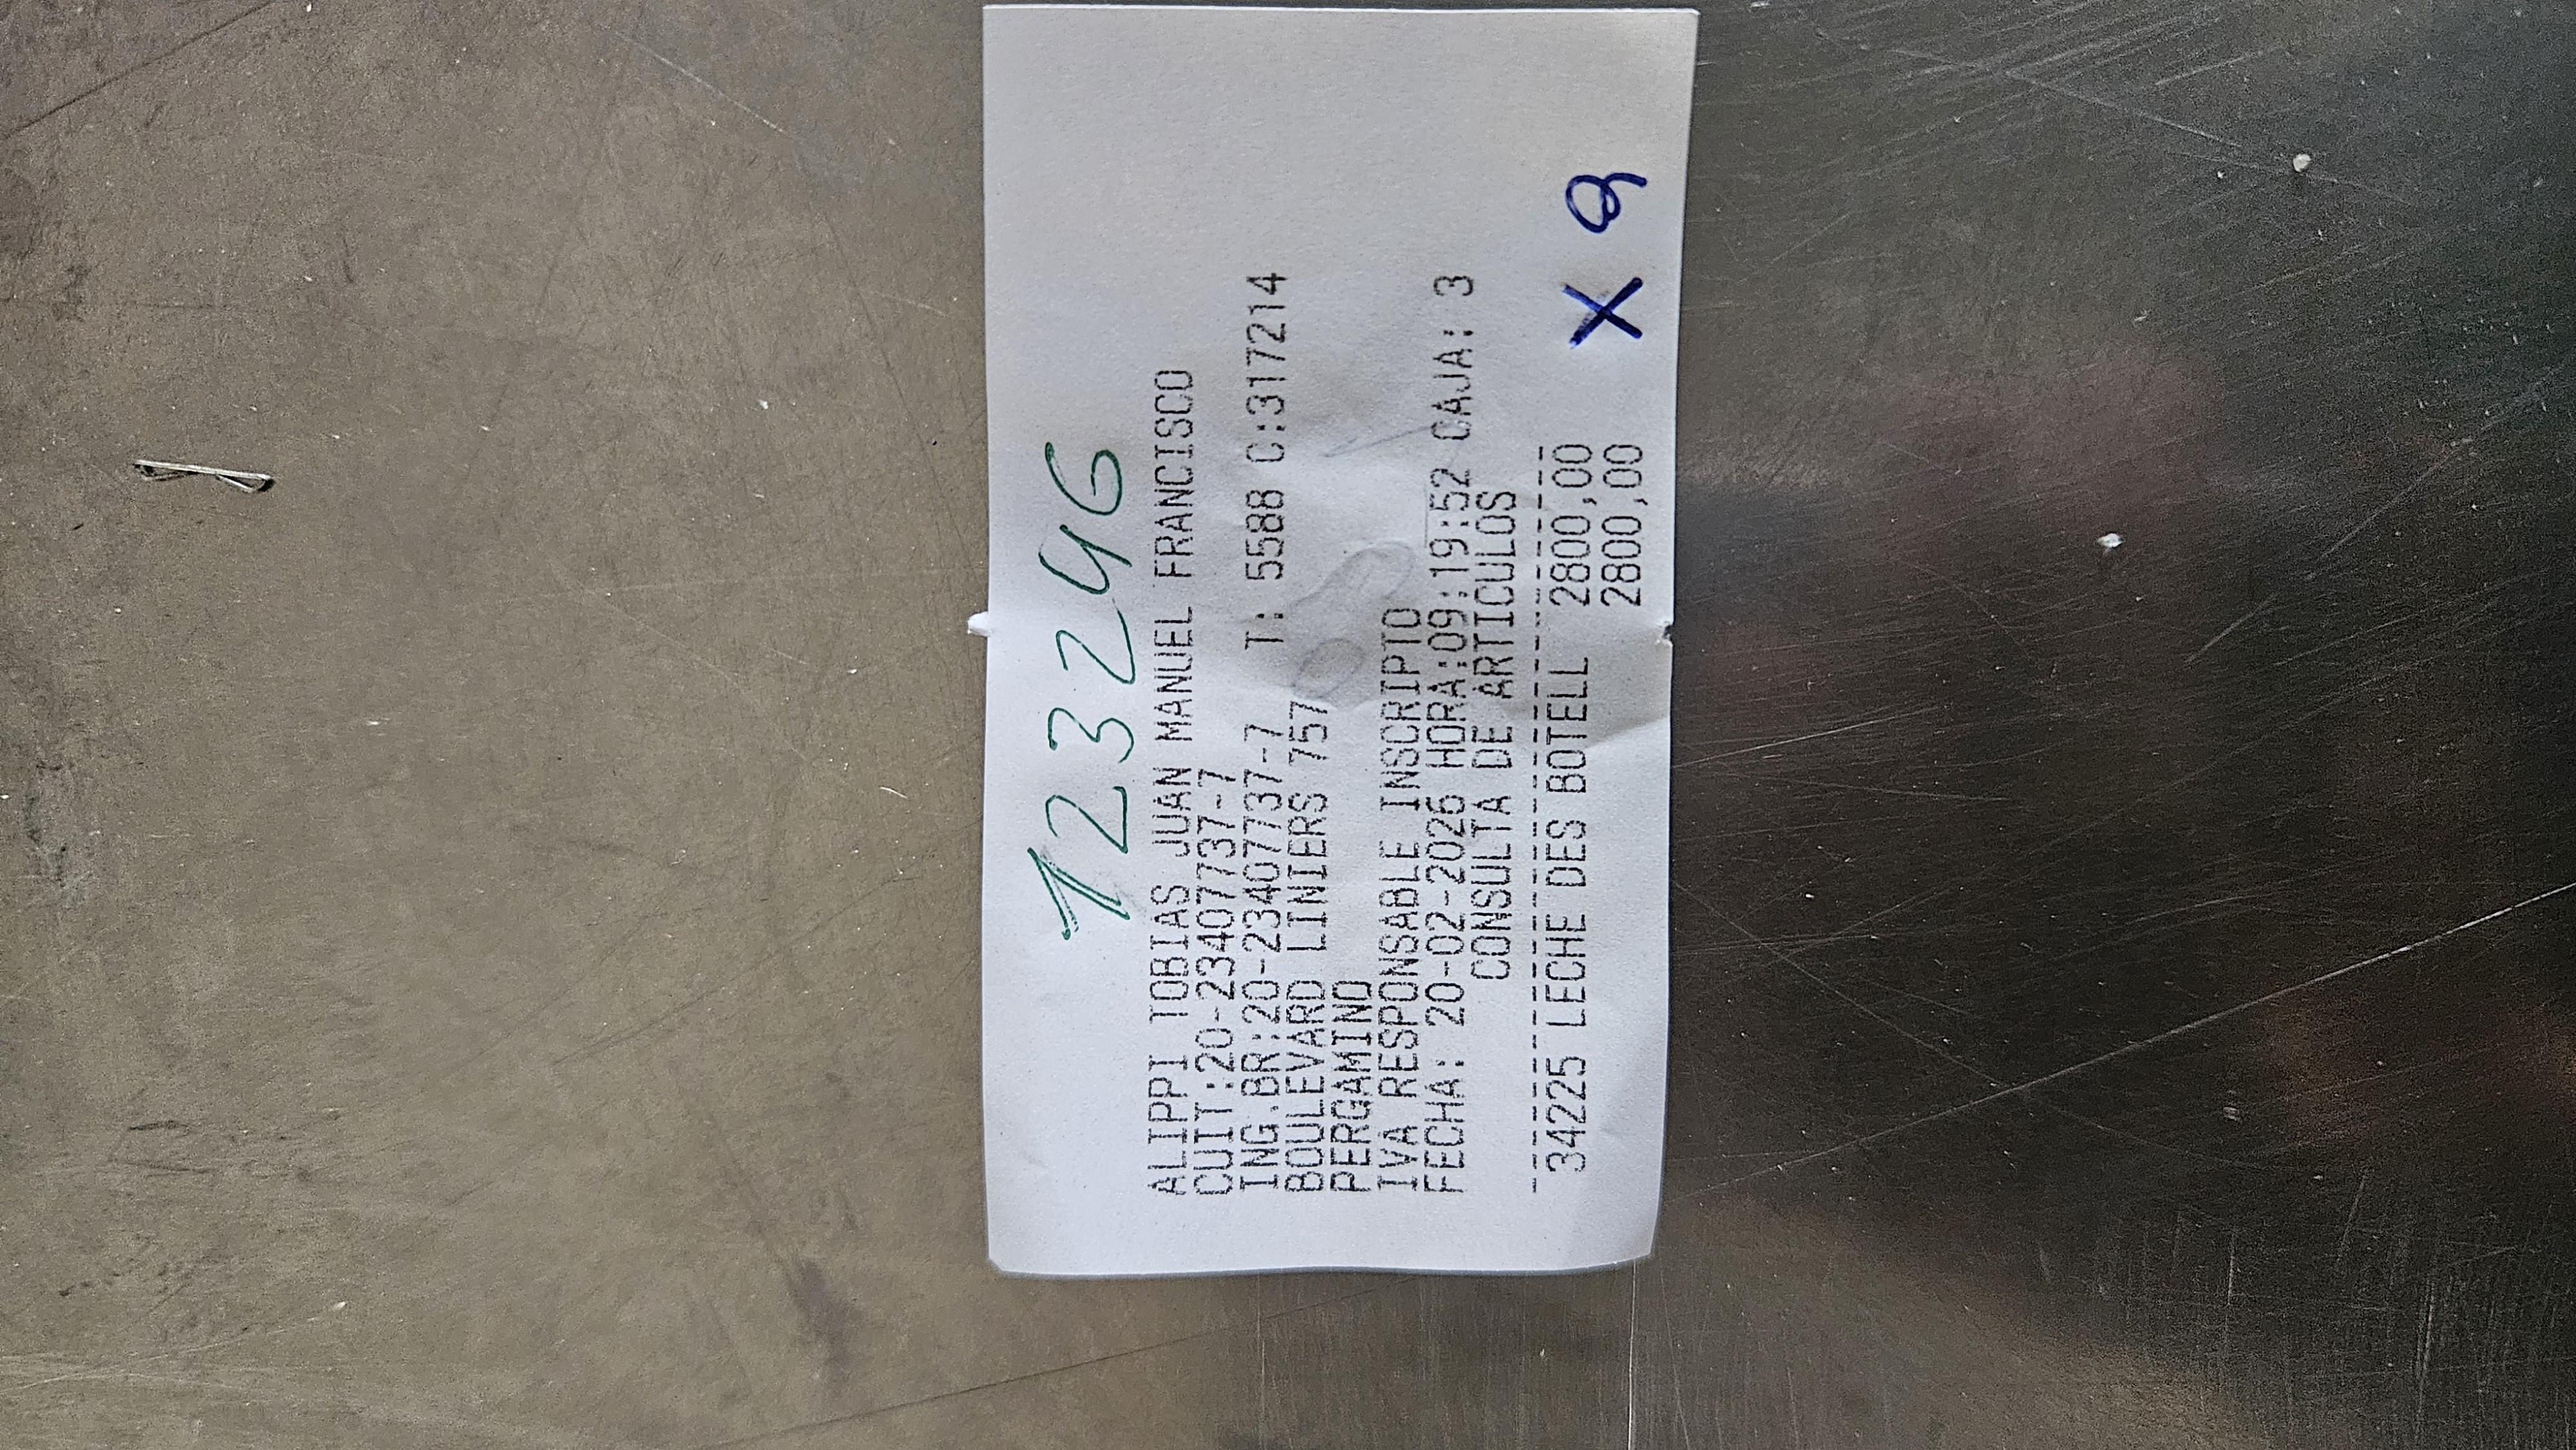 123246
ALIPPI TOBIAS JUAN MANUEL FRANCISCO
CUIT:20-23407737-7
ING.BR:20-23407737-7 T: 5588 C:317214
BOULEVARD LINIERS 757
PERGAMINO
IVA RESPONSABLE INSCRIPTO
FECHA: 20-02-2026 HORA:09:19:52 CAJA: 3
CONSULTA DE ARTICULOS
34225 LECHE DES BOTELL 2800,00
2800,00 X 9